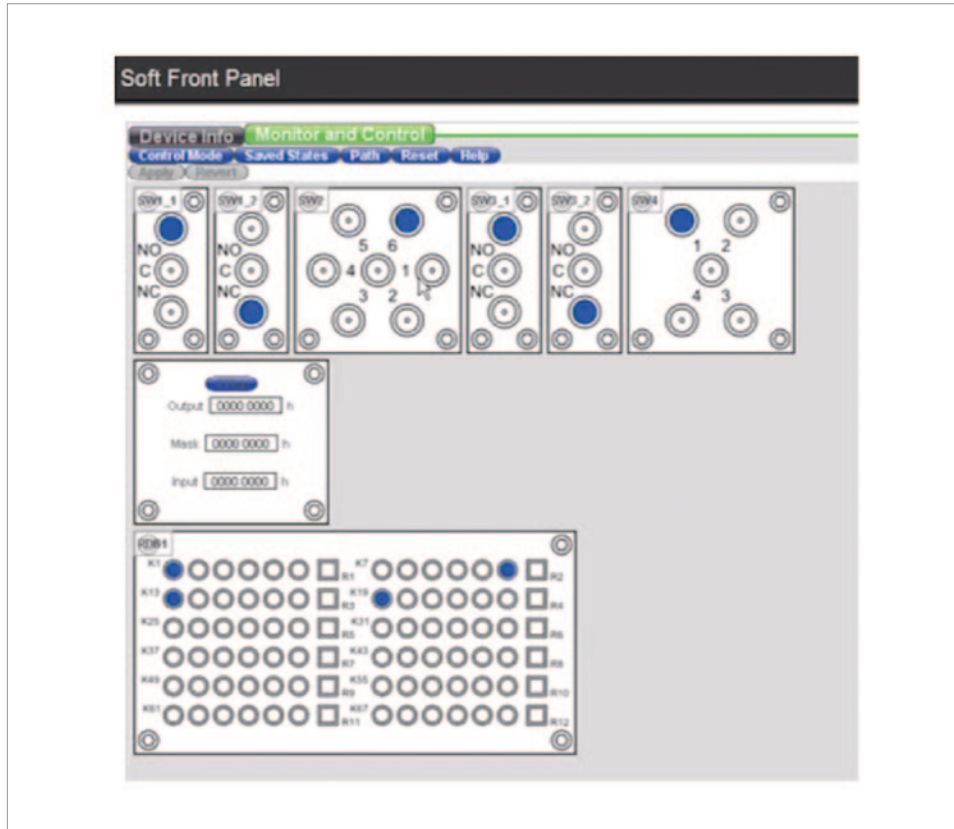 Soft Front Panel
Device Info Monitor and Control
Control Mode Saved States Path Reset Help
Apply Revert
SW1_1 SW1_2 SW2 SW3_1 SW3_2 SW4
5 6 1 2
NO NO NO NO
C C 4 1 C C
NC NC 3 2 NC NC 4 3
Output 0000 0000 h
Mask 0000 0000 h
Input 0000 0000 h
RDB1
K1 R1 K7 R2
K13 R3 K19 R4
K25 R5 K31 R6
K37 R7 K43 R8
K49 R9 K55 R10
K61 R11 K67 R12